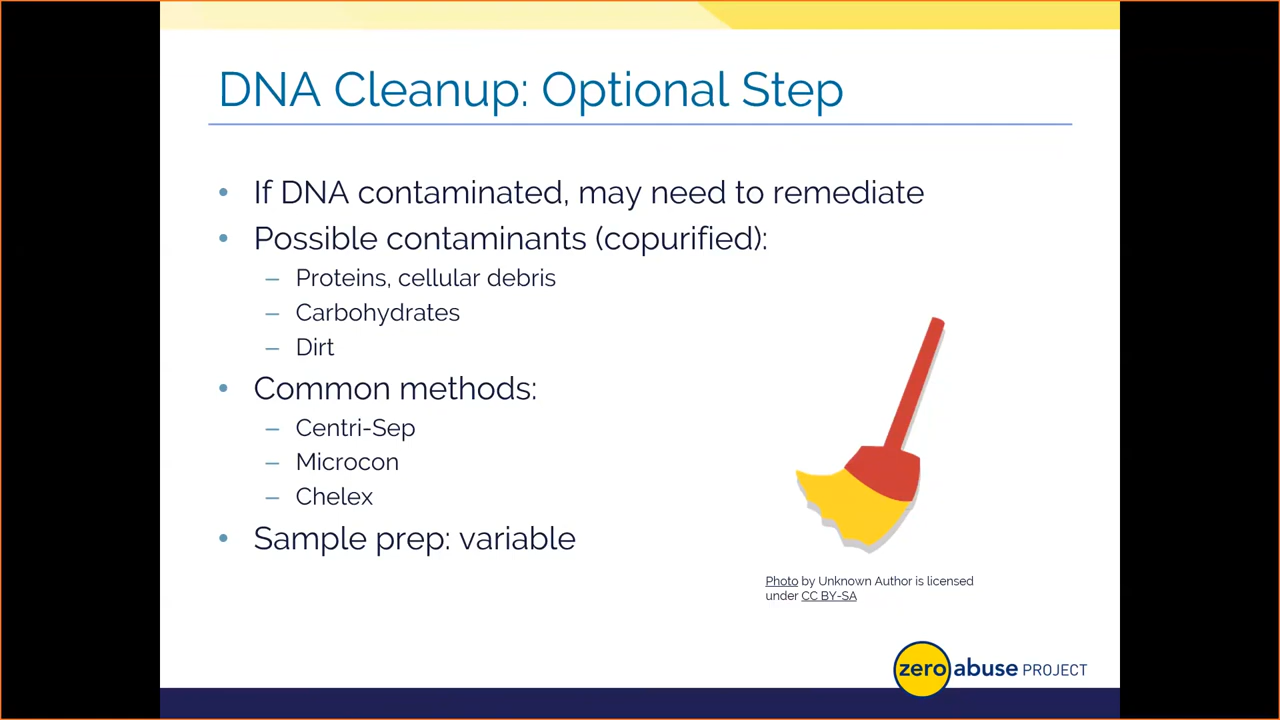 DNA Cleanup: Optional Step
• If DNA contaminated, may need to remediate
• Possible contaminants (copurified):
– Proteins, cellular debris
– Carbohydrates
– Dirt
• Common methods:
– Centri-Sep
– Microcon
– Chelex
• Sample prep: variable
Photo by Unknown Author is licensed
under CC BY-SA
zero abuse PROJECT